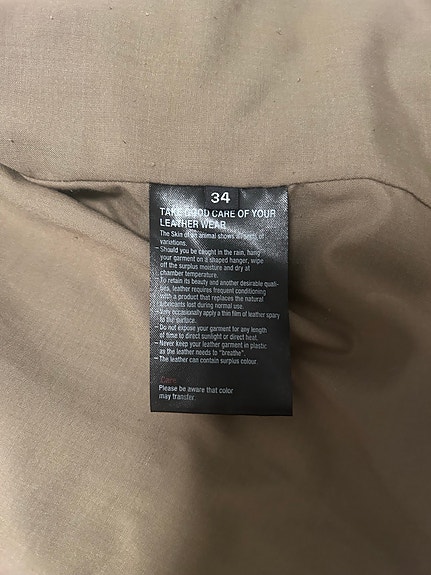 34
TAKE GOOD CARE OF YOUR
LEATHER WEAR
The Skin of an animal shows all sorts of
variations.
– Should you be caught in the rain, hang
your garment on a shaped hanger, wipe
off the surplus moisture and dry at
chamber temperature.
– To retain its beauty and another desirable quali-
ties, leather requires frequent conditioning
with a product that replaces the natural
lubricants lost during normal use.
– Very occasionally apply a thin film of leather spary
to the surface.
– Do not expose your garment for any length
of time to direct sunlight or direct heat.
– Never keep your leather garment in plastic
as the leather needs to "breathe".
– The leather can contain surplus colour.
Care
Please be aware that color
may transfer.